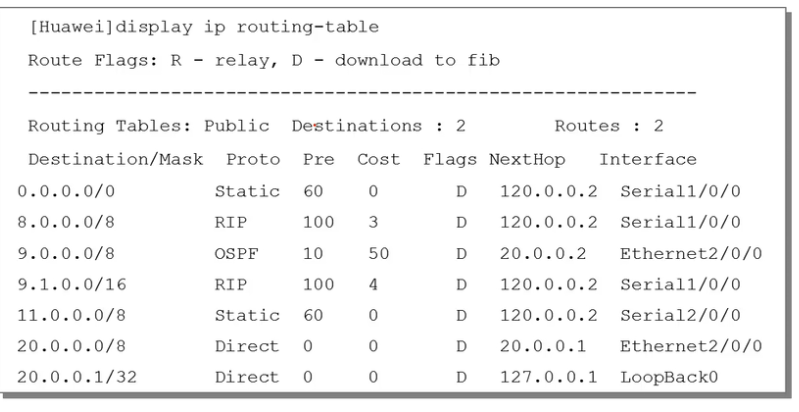 [Huawei]display ip routing-table
Route Flags: R - relay, D - download to fib
------------------------------------------------------------
Routing Tables: Public  Destinations : 2        Routes : 2
Destination/Mask  Proto  Pre  Cost  Flags NextHop   Interface
0.0.0.0/0  Static  60  0  D  120.0.0.2  Serial1/0/0
8.0.0.0/8  RIP  100  3  D  120.0.0.2  Serial1/0/0
9.0.0.0/8  OSPF  10  50  D  20.0.0.2  Ethernet2/0/0
9.1.0.0/16  RIP  100  4  D  120.0.0.2  Serial1/0/0
11.0.0.0/8  Static  60  0  D  120.0.0.2  Serial2/0/0
20.0.0.0/8  Direct  0  0  D  20.0.0.1  Ethernet2/0/0
20.0.0.1/32  Direct  0  0  D  127.0.0.1  LoopBack0